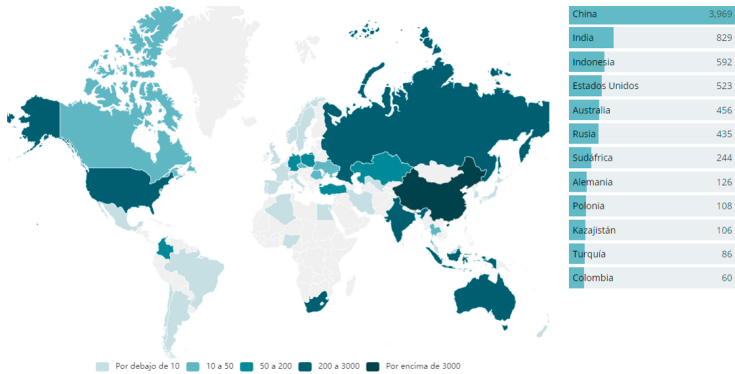 China 3,969
India 829
Indonesia 592
Estados Unidos 523
Australia 456
Rusia 435
Sudáfrica 244
Alemania 126
Polonia 108
Kazajistán 106
Turquía 86
Colombia 60
Por debajo de 10 10 a 50 50 a 200 200 a 3000 Por encima de 3000